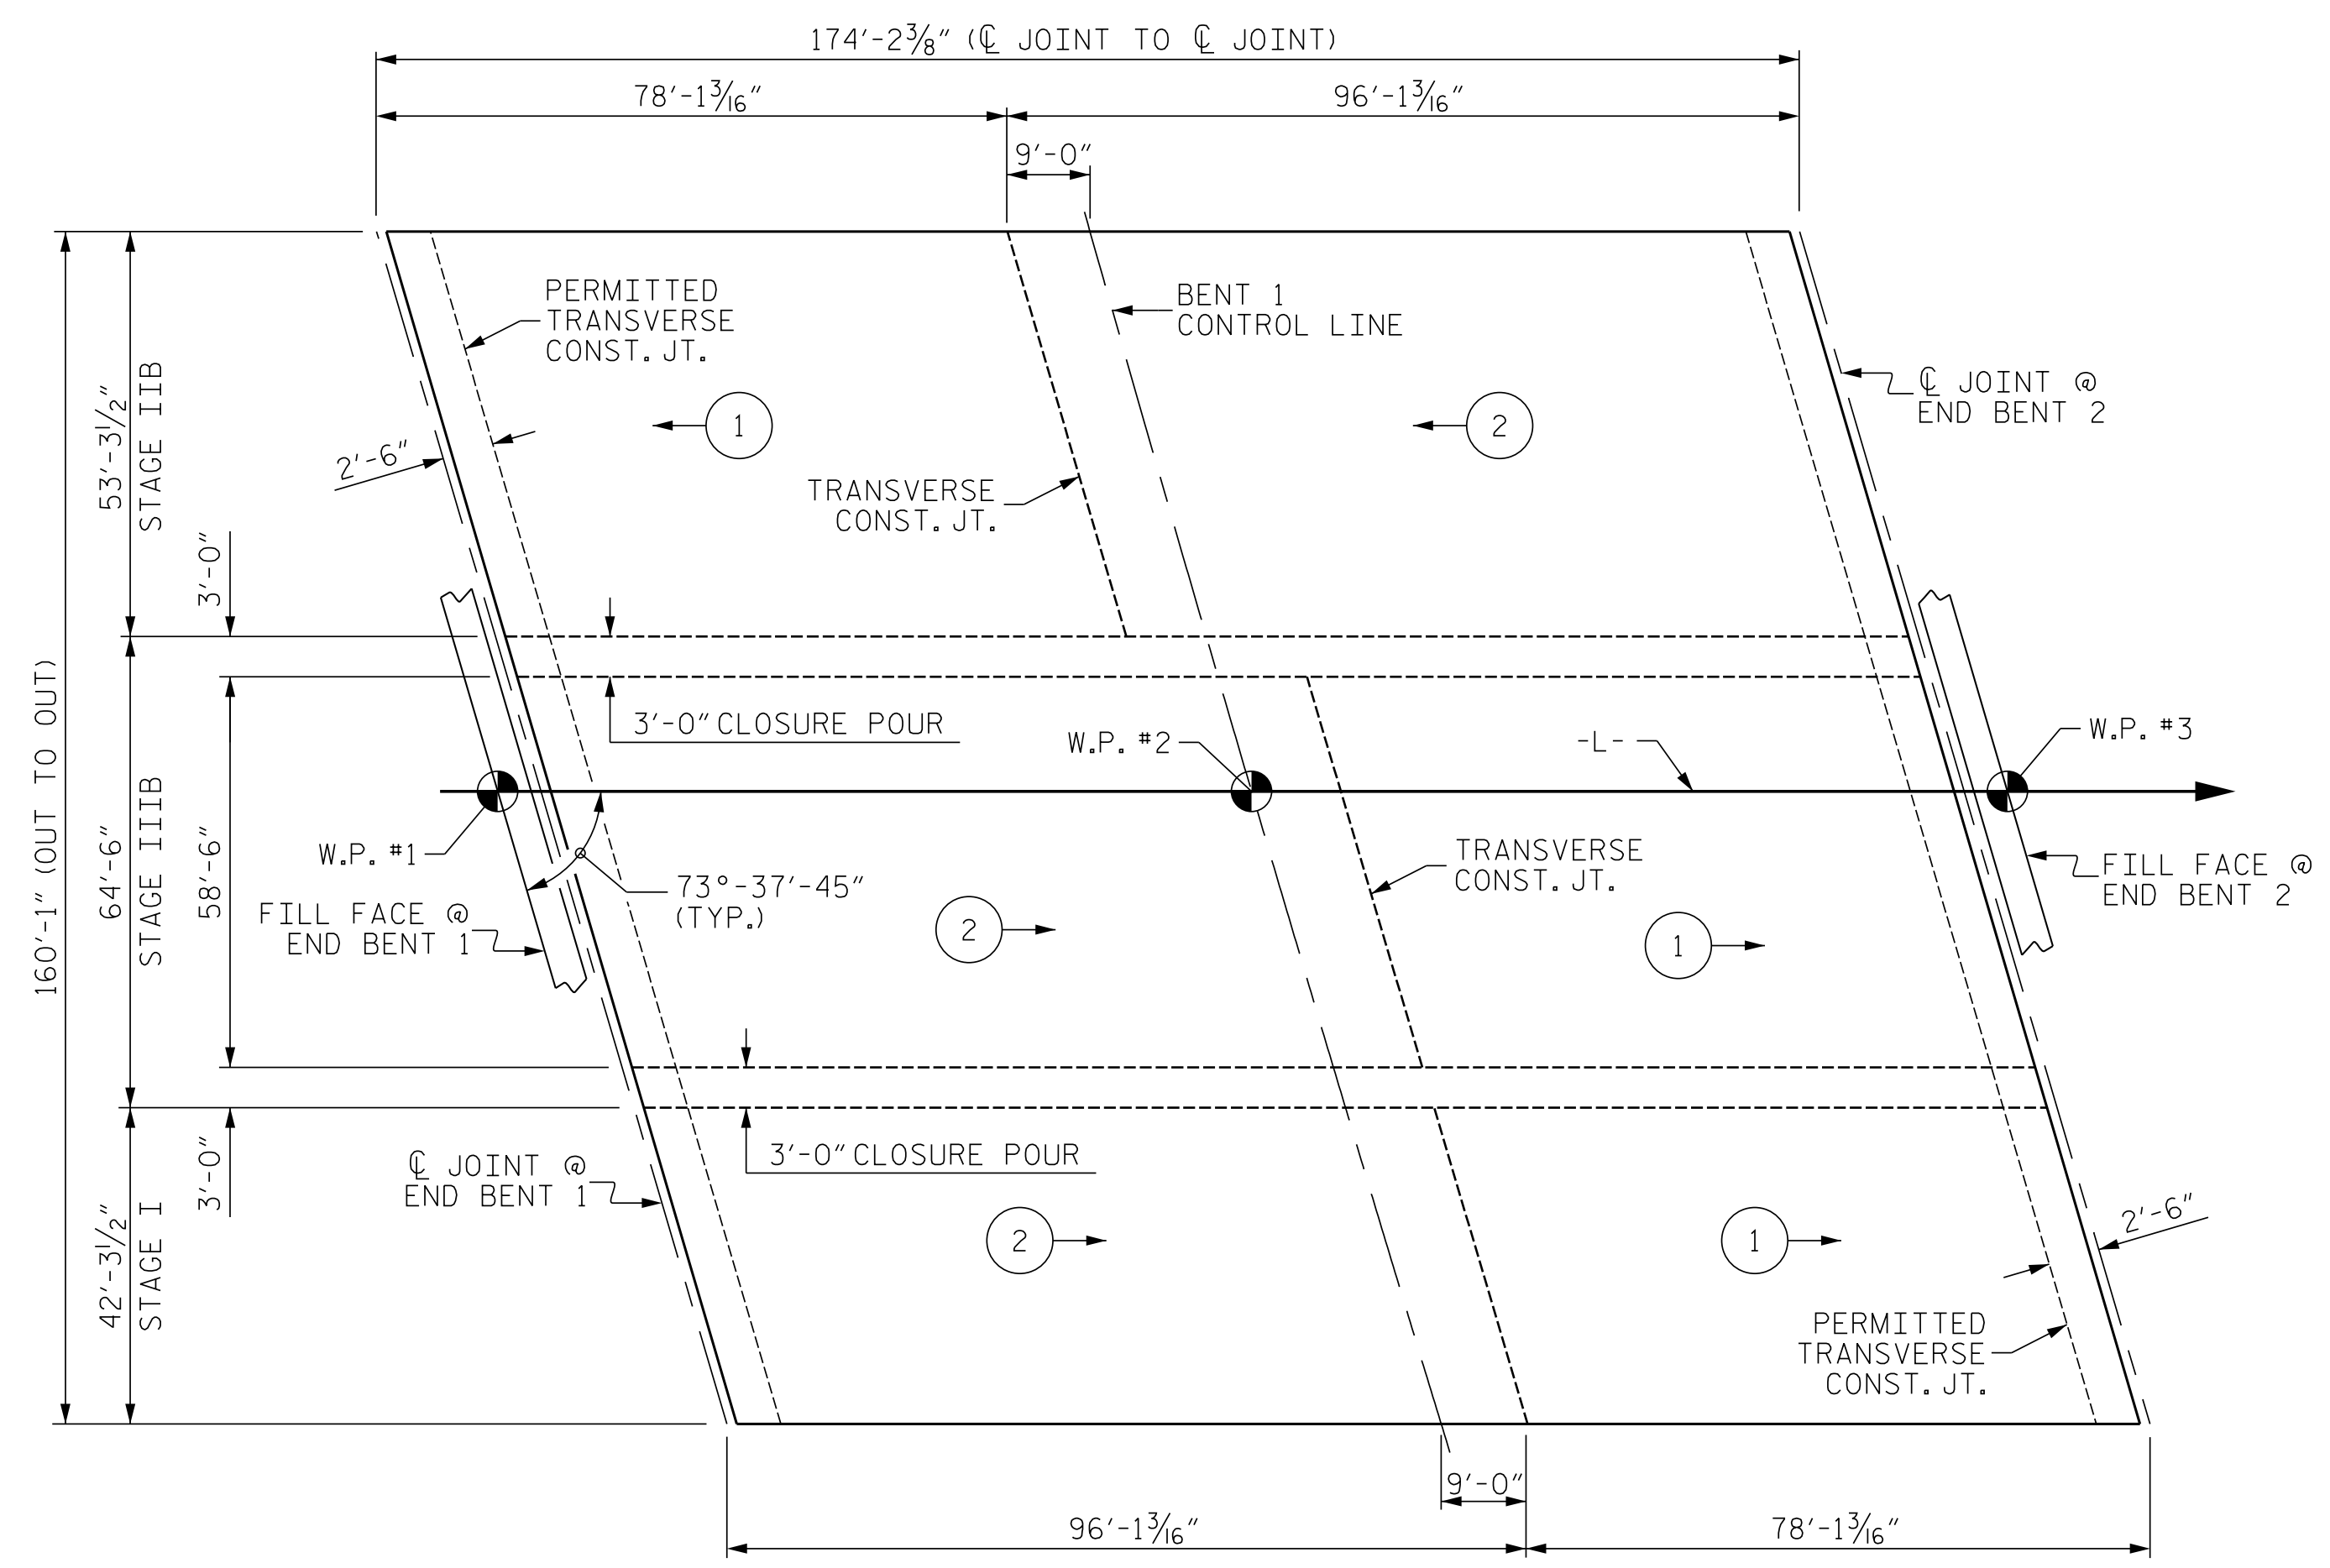 174'-2⅜" (℄ JOINT TO ℄ JOINT)
78'-1³⁄₁₆"
96'-1³⁄₁₆"
9'-0"
PERMITTED
TRANSVERSE
CONST. JT.
BENT 1
CONTROL LINE
℄ JOINT @
END BENT 2
1
2
2'-6"
TRANSVERSE
CONST. JT.
53'-3½"
STAGE IIB
3'-0"
160'-1" (OUT TO OUT)
3'-0" CLOSURE POUR
W.P. #2
-L-
W.P. #3
W.P. #1
64'-6"
STAGE IIIB
58'-6"
73°-37'-45"
(TYP.)
TRANSVERSE
CONST. JT.
FILL FACE @
END BENT 2
FILL FACE @
END BENT 1
2
1
3'-0" CLOSURE POUR
℄ JOINT @
END BENT 1
3'-0"
42'-3½"
STAGE I
2
1
2'-6"
PERMITTED
TRANSVERSE
CONST. JT.
9'-0"
96'-1³⁄₁₆"
78'-1³⁄₁₆"